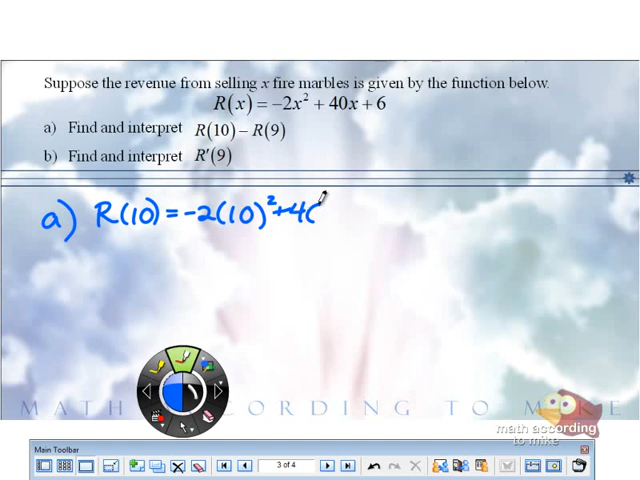 Suppose the revenue from selling x fire marbles is given by the function below.
R(x) = −2x² + 40x + 6
a) Find and interpret R(10) − R(9)
b) Find and interpret R′(9)
a) R(10) = -2(10)² + 4(
MATH ACCORDING TO MIKE
math according
to mike
Main Toolbar
3 of 4